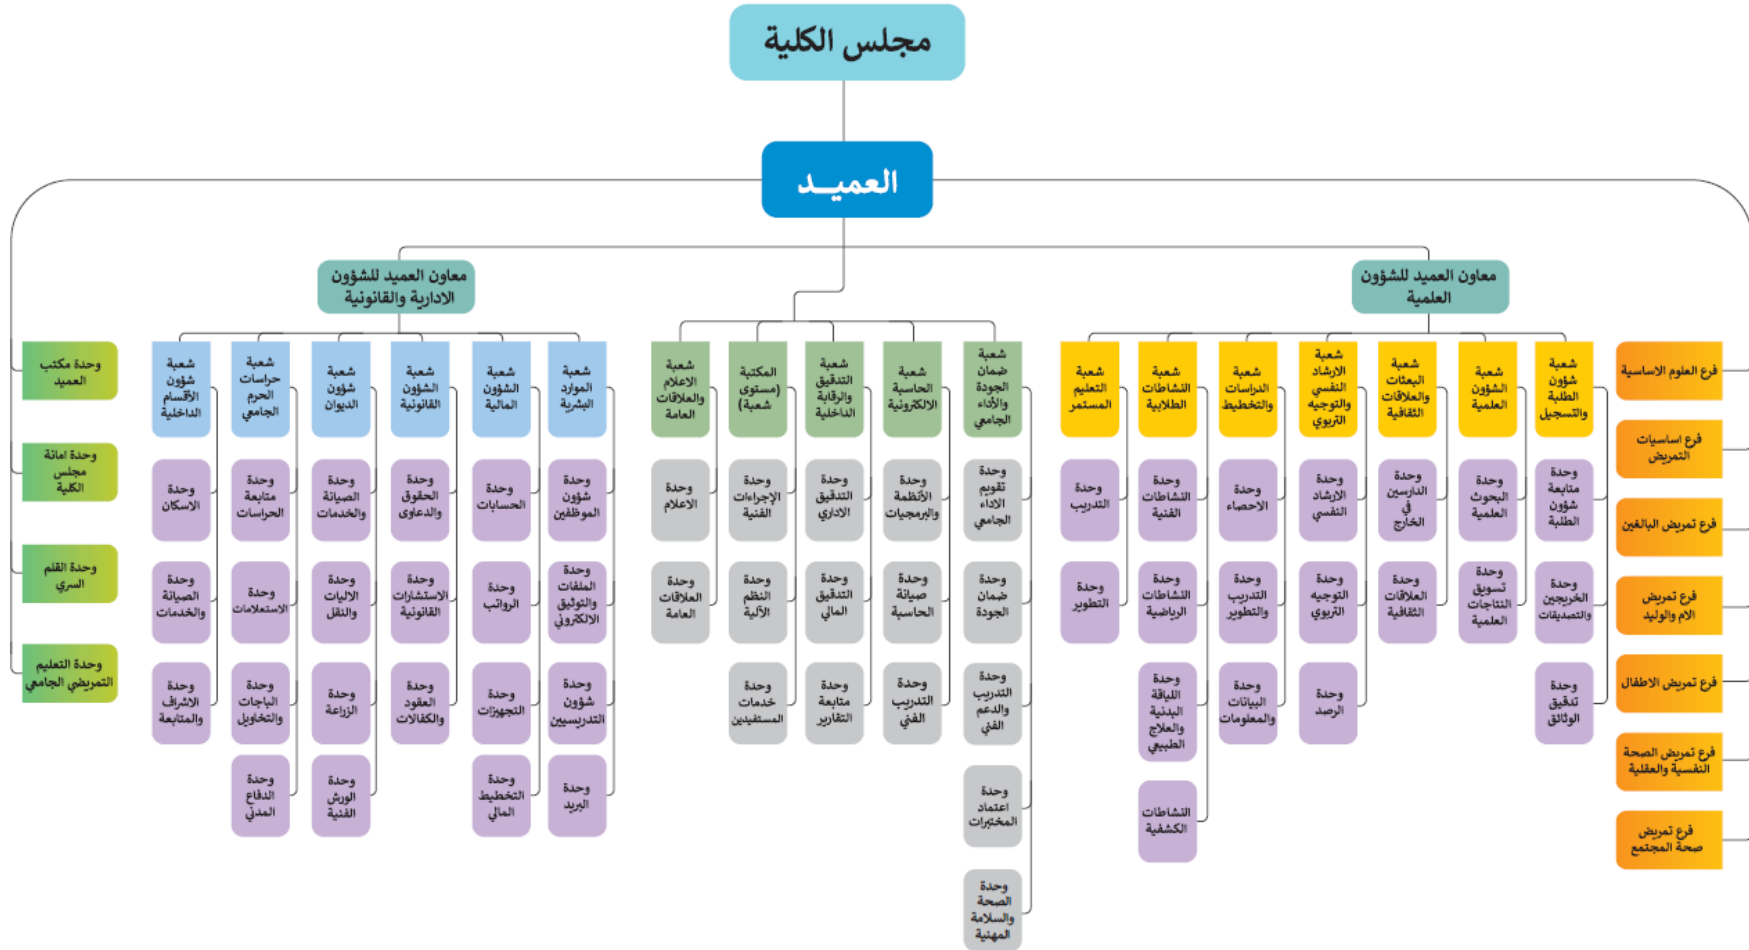 مجلس الكلية
العميــد
معاون العميد للشؤون
العلمية
معاون العميد للشؤون
الادارية والقانونية
فرع العلوم الاساسية
فرع اساسيات
التمريض
فرع تمريض البالغين
فرع تمريض
الام والوليد
فرع تمريض الاطفال
فرع تمريض الصحة
النفسية والعقلية
فرع تمريض
صحة المجتمع
شعبة
شؤون
الطلبة
والتسجيل
وحدة
متابعة
شؤون
الطلبة
وحدة
الخريجين
والتصديقات
وحدة
تدقيق
الوثائق
شعبة
الشؤون
العلمية
وحدة
البحوث
العلمية
وحدة
تسويق
النتاجات
العلمية
شعبة
البعثات
والعلاقات
الثقافية
وحدة
الدارسين
في
الخارج
وحدة
العلاقات
الثقافية
شعبة
الارشاد
النفسي
والتوجيه
التربوي
وحدة
الارشاد
النفسي
وحدة
التوجيه
التربوي
وحدة
الرصد
شعبة
الدراسات
والتخطيط
وحدة
الاحصاء
وحدة
التدريب
والتطوير
وحدة
البيانات
والمعلومات
شعبة
النشاطات
الطلابية
وحدة
النشاطات
الفنية
وحدة
النشاطات
الرياضية
وحدة
اللياقة
البدنية
والعلاج
الطبيعي
النشاطات
الكشفية
شعبة
التعليم
المستمر
وحدة
التدريب
وحدة
التطوير
شعبة
ضمان
الجودة
والأداء
الجامعي
وحدة
تقويم
الاداء
الجامعي
وحدة
ضمان
الجودة
وحدة
التدريب
والدعم
الفني
وحدة
اعتماد
المختبرات
وحدة
الصحة
والسلامة
المهنية
شعبة
الحاسبة
الالكترونية
وحدة
الأنظمة
والبرمجيات
وحدة
صيانة
الحاسبة
وحدة
التدريب
الفني
شعبة
التدقيق
والرقابة
الداخلية
وحدة
التدقيق
الاداري
وحدة
التدقيق
المالي
وحدة
متابعة
التقارير
المكتبة
(مستوى
شعبة)
وحدة
الإجراءات
الفنية
وحدة
النظم
الآلية
وحدة
خدمات
المستفيدين
شعبة
الاعلام
والعلاقات
العامة
وحدة
الاعلام
وحدة
العلاقات
العامة
شعبة
الموارد
البشرية
وحدة
شؤون
الموظفين
وحدة
الملفات
والتوثيق
الالكتروني
وحدة
شؤون
التدريسيين
وحدة
البريد
شعبة
الشؤون
المالية
وحدة
الحسابات
وحدة
الرواتب
وحدة
التجهيزات
وحدة
التخطيط
المالي
شعبة
الشؤون
القانونية
وحدة
الحقوق
والدعاوى
وحدة
الاستشارات
القانونية
وحدة
العقود
والكفالات
شعبة
شؤون
الديوان
وحدة
الصيانة
والخدمات
وحدة
الاليات
والنقل
وحدة
الزراعة
وحدة
الورش
الفنية
شعبة
حراسات
الحرم
الجامعي
وحدة
متابعة
الحراسات
وحدة
الاستعلامات
وحدة
الباجات
والتخاويل
وحدة
الدفاع
المدني
شعبة
شؤون
الأقسام
الداخلية
وحدة
الاسكان
وحدة
الصيانة
والخدمات
وحدة
الاشراف
والمتابعة
وحدة مكتب
العميد
وحدة امانة
مجلس
الكلية
وحدة القلم
السري
وحدة التعليم
التمريضي الجامعي